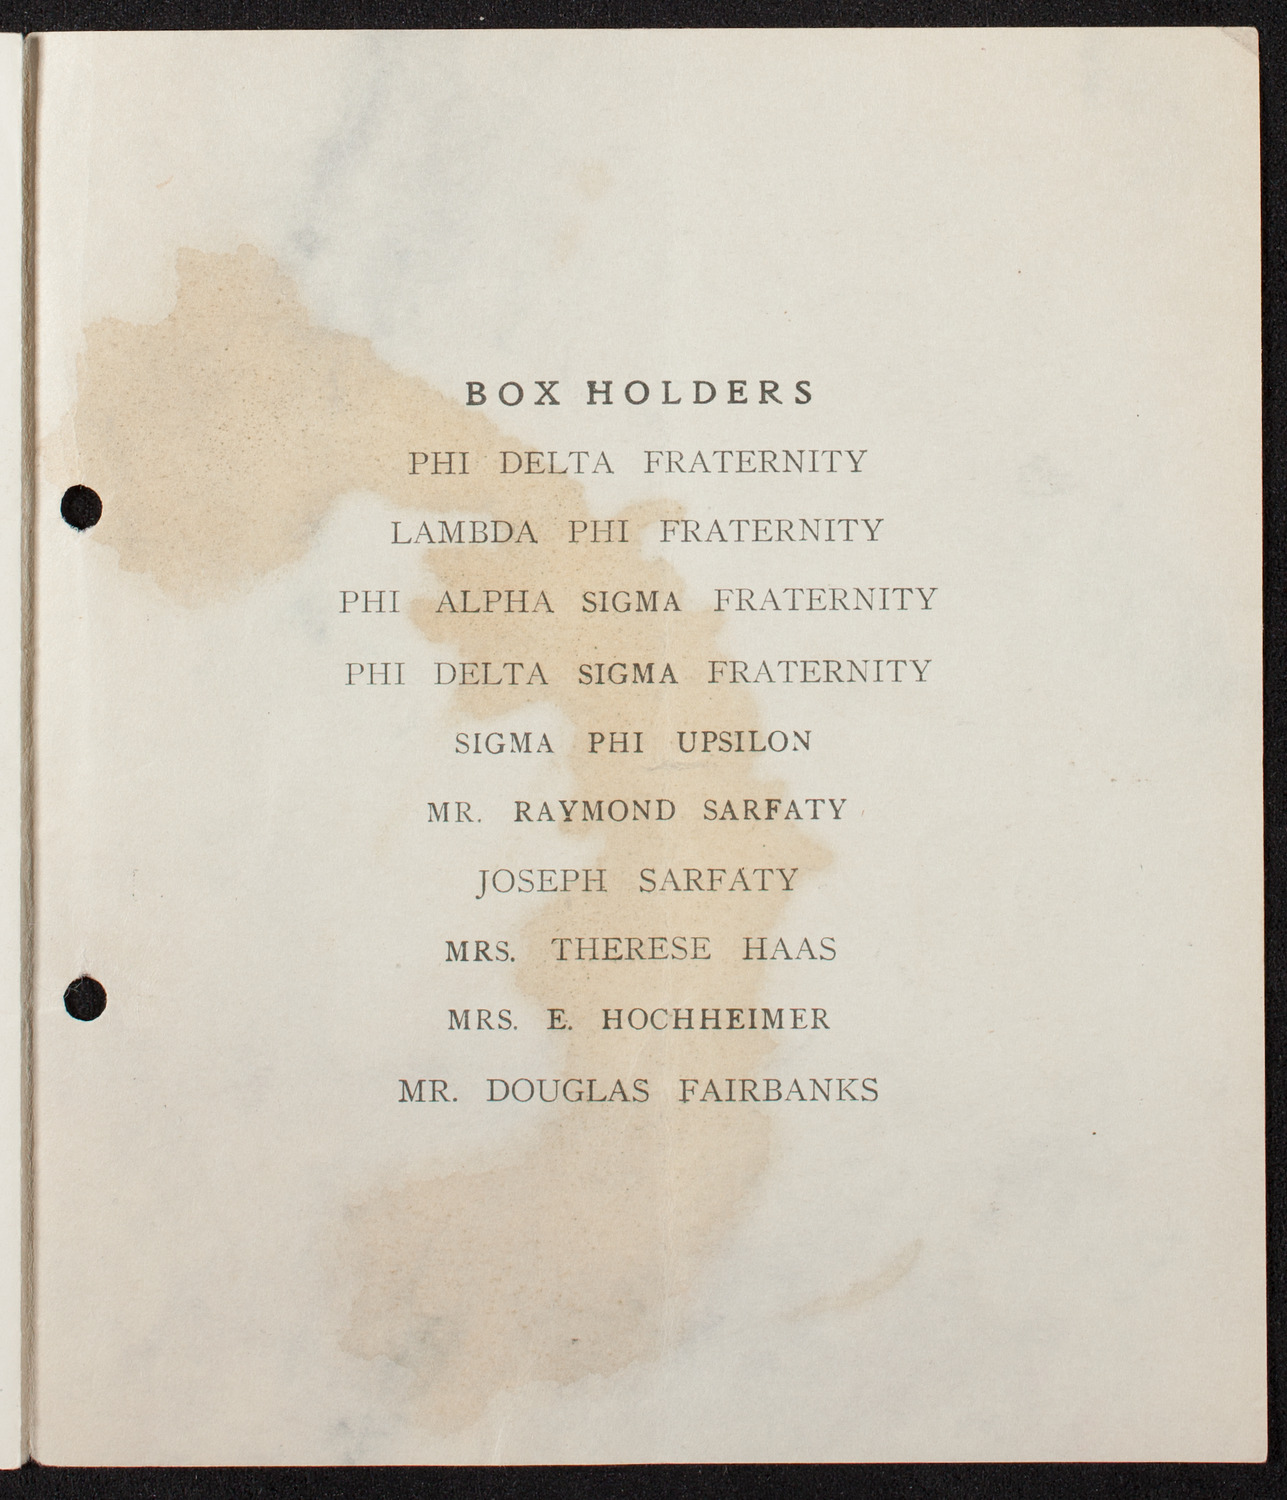 BOX HOLDERS
PHI DELTA FRATERNITY
LAMBDA PHI FRATERNITY
PHI ALPHA SIGMA FRATERNITY
PHI DELTA SIGMA FRATERNITY
SIGMA PHI UPSILON
MR. RAYMOND SARFATY
JOSEPH SARFATY
MRS. THERESE HAAS
MRS. E. HOCHHEIMER
MR. DOUGLAS FAIRBANKS